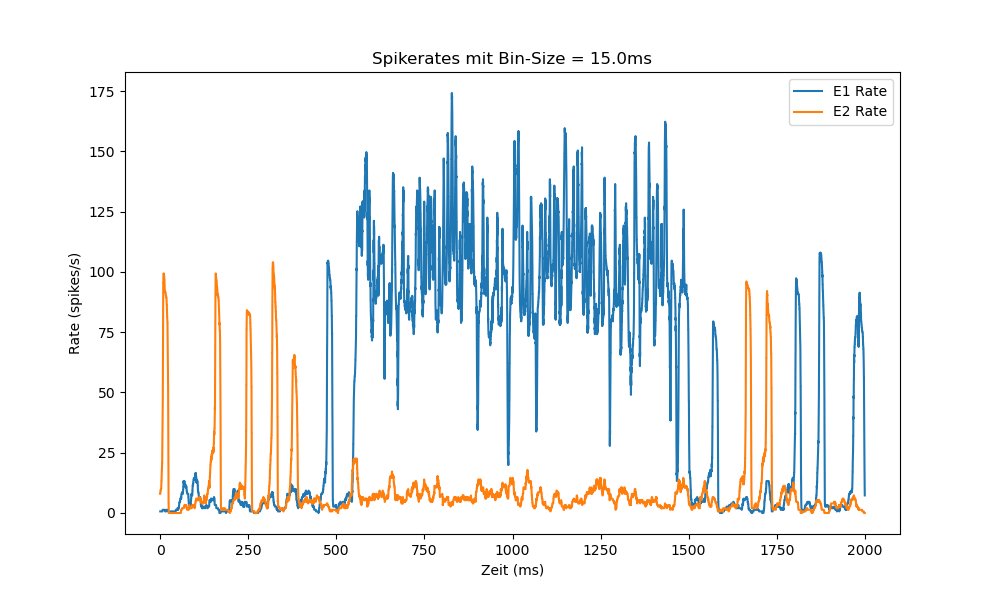 Spikerates mit Bin-Size = 15.0ms
E1 Rate
E2 Rate
Rate (spikes/s)
175
150
125
100
75
50
25
0
0 250 500 750 1000 1250 1500 1750 2000
Zeit (ms)